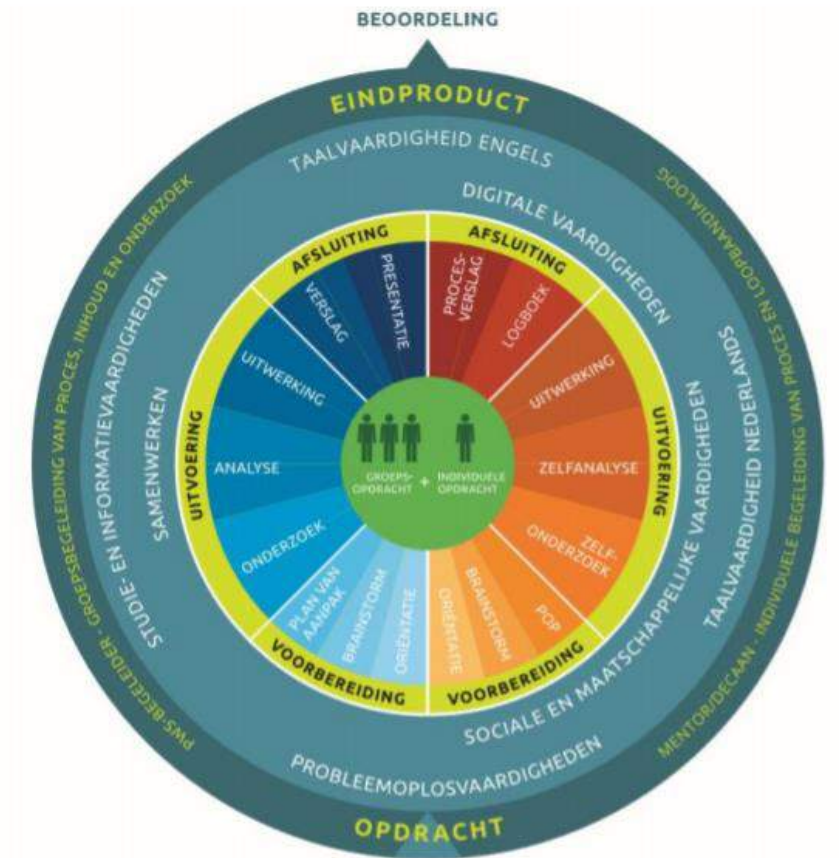 BEOORDELING
EINDPRODUCT
TAALVAARDIGHEID ENGELS
DIGITALE VAARDIGHEDEN
PWS-BEGELEIDER - GROEPSBEGELEIDING VAN PROCES, INHOUD EN ONDERZOEK
MENTOR/DECAAN - INDIVIDUELE BEGELEIDING VAN PROCES EN LOOPBAANDIALOOG
STUDIE- EN INFORMATIEVAARDIGHEDEN
SAMENWERKEN
TAALVAARDIGHEID NEDERLANDS
SOCIALE EN MAATSCHAPPELIJKE VAARDIGHEDEN
PROBLEEMOPLOSVAARDIGHEDEN
AFSLUITING
AFSLUITING
UITVOERING
UITVOERING
VOORBEREIDING
VOORBEREIDING
PRESENTATIE
VERSLAG
UITWERKING
ANALYSE
ONDERZOEK
PLAN VAN
AANPAK
BRAINSTORM
ORIËNTATIE
PROCES-
VERSLAG
LOGBOEK
UITWERKING
ZELFANALYSE
ZELF-
ONDERZOEK
POP
BRAINSTORM
ORIËNTATIE
GROEPS-
OPDRACHT
+
INDIVIDUELE
OPDRACHT
OPDRACHT